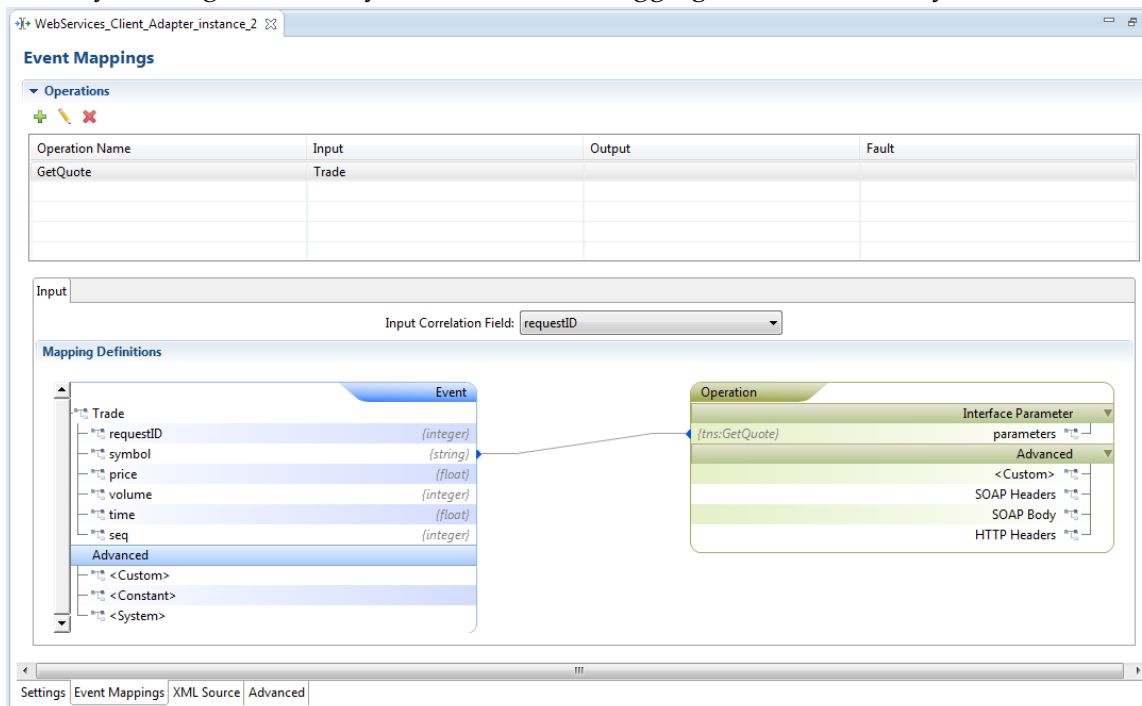 WebServices_Client_Adapter_instance_2
Event Mappings
Operations
Operation Name Input Output Fault
GetQuote Trade
Input
Input Correlation Field: requestID
Mapping Definitions
Event
Trade
requestID {integer}
symbol {string}
price {float}
volume {integer}
time {float}
seq {integer}
Advanced
<Custom>
<Constant>
<System>
Operation
Interface Parameter
{tns:GetQuote} parameters
Advanced
<Custom>
SOAP Headers
SOAP Body
HTTP Headers
Settings Event Mappings XML Source Advanced